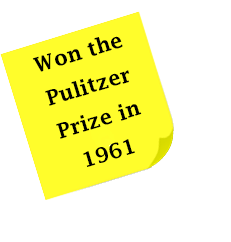 Won the
Pulitzer
Prize in
1961